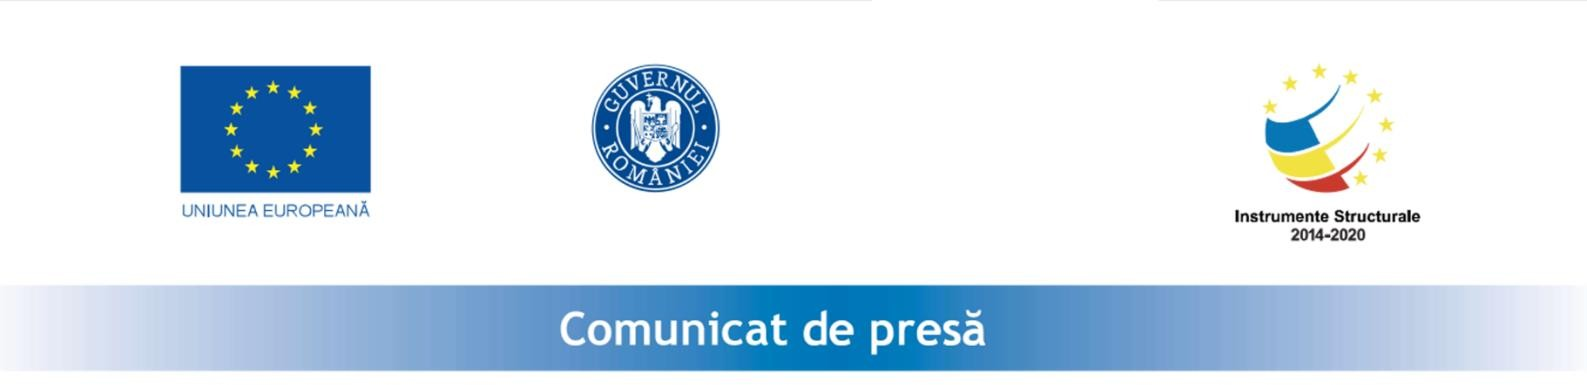 GUVERNUL
ROMÂNIEI
UNIUNEA EUROPEANĂ
Instrumente Structurale
2014-2020
Comunicat de presă